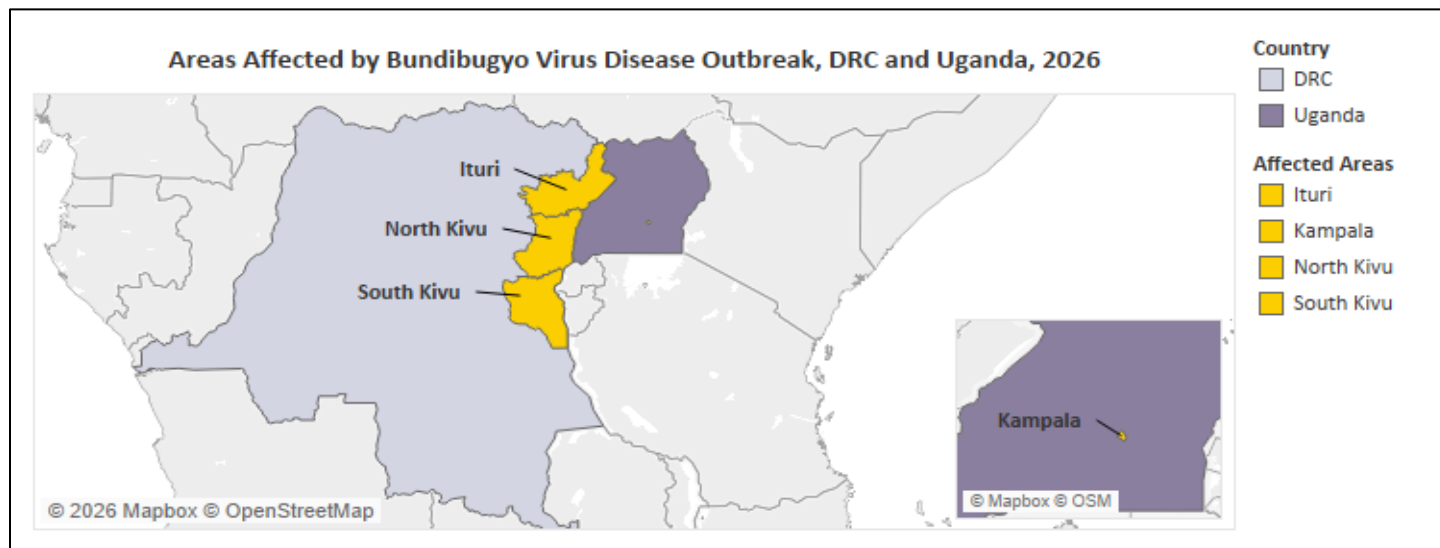 Areas Affected by Bundibugyo Virus Disease Outbreak, DRC and Uganda, 2026
Country
DRC
Uganda
Affected Areas
Ituri
Kampala
North Kivu
South Kivu
Ituri
North Kivu
South Kivu
Kampala
© 2026 Mapbox © OpenStreetMap
© Mapbox © OSM